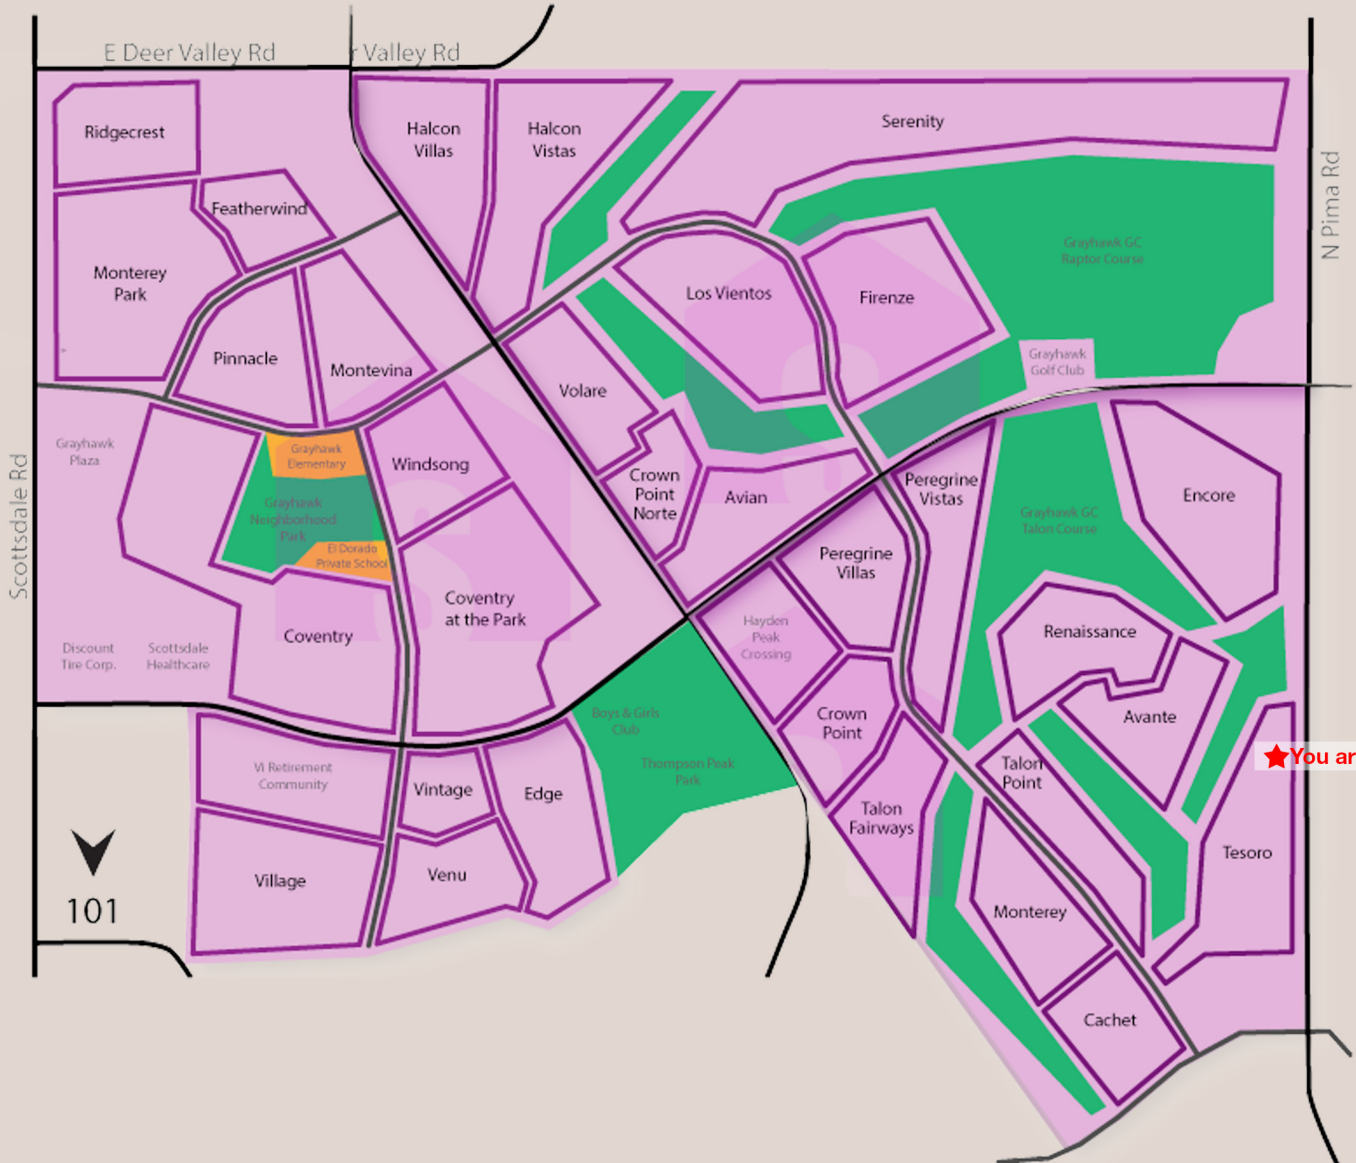 E Deer Valley Rd
r Valley Rd
Ridgecrest
Halcon
Villas
Halcon
Vistas
Serenity
N Pima Rd
Featherwind
Monterey
Park
Grayhawk GC
Raptor Course
Los Vientos
Firenze
Pinnacle
Montevina
Grayhawk
Golf Club
Volare
Grayhawk
Plaza
Grayhawk
Elementary
Windsong
Crown
Point
Norte
Avian
Peregrine
Vistas
Encore
Grayhawk
Neighborhood
Park
Grayhawk GC
Talon Course
Scottsdale Rd
El Dorado
Private School
Peregrine
Villas
Coventry
at the Park
Coventry
Hayden
Peak
Crossing
Renaissance
Discount
Tire Corp.
Scottsdale
Healthcare
Boys & Girls
Club
Crown
Point
Avante
You ar
Vi Retirement
Community
Thompson Peak
Park
Talon
Point
Vintage
Edge
Talon
Fairways
Village
Venu
Tesoro
101
Monterey
Cachet